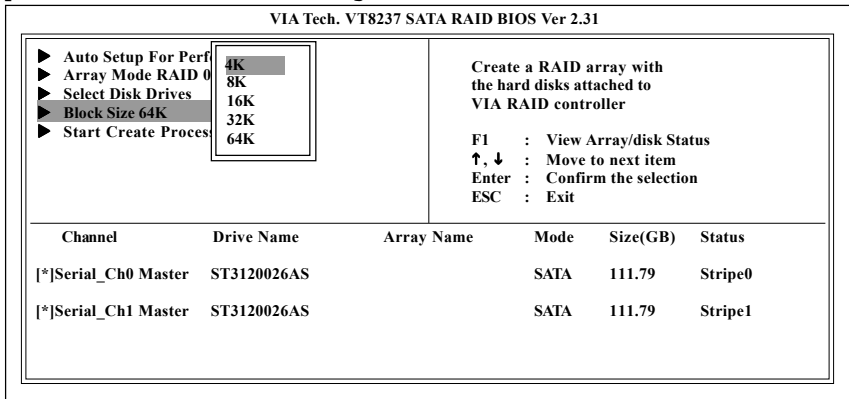 VIA Tech. VT8237 SATA RAID BIOS Ver 2.31
▶ Auto Setup For Perf
▶ Array Mode RAID 0
▶ Select Disk Drives
▶ Block Size 64K
▶ Start Create Proces
4K
8K
16K
32K
64K
Create a RAID array with
the hard disks attached to
VIA RAID controller
F1 : View Array/disk Status
↑, ↓ : Move to next item
Enter : Confirm the selection
ESC : Exit
Channel Drive Name Array Name Mode Size(GB) Status
[*]Serial_Ch0 Master ST3120026AS SATA 111.79 Stripe0
[*]Serial_Ch1 Master ST3120026AS SATA 111.79 Stripe1